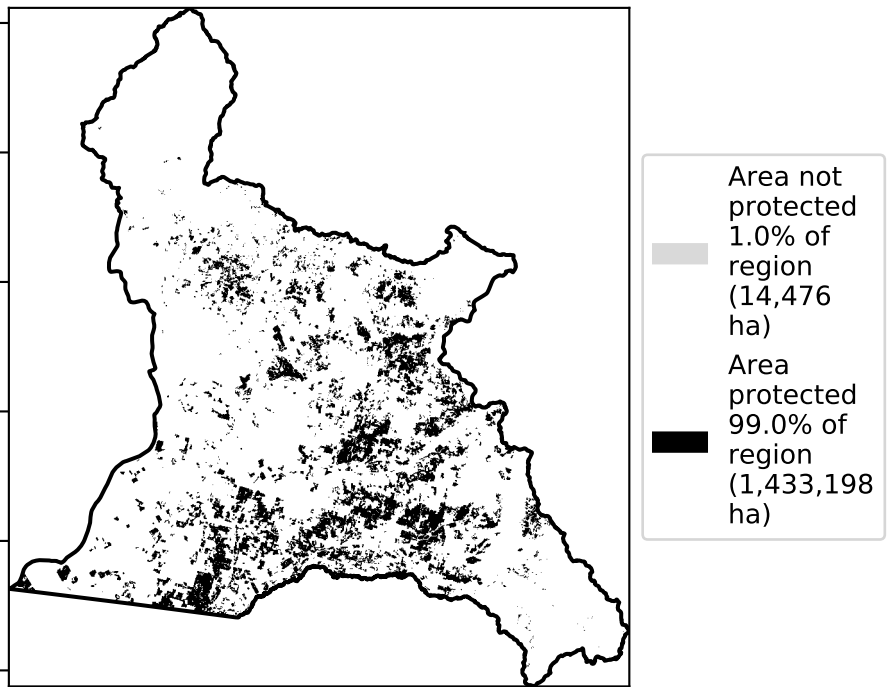 Area not
protected
1.0% of
region
(14,476
ha)
Area
protected
99.0% of
region
(1,433,198
ha)